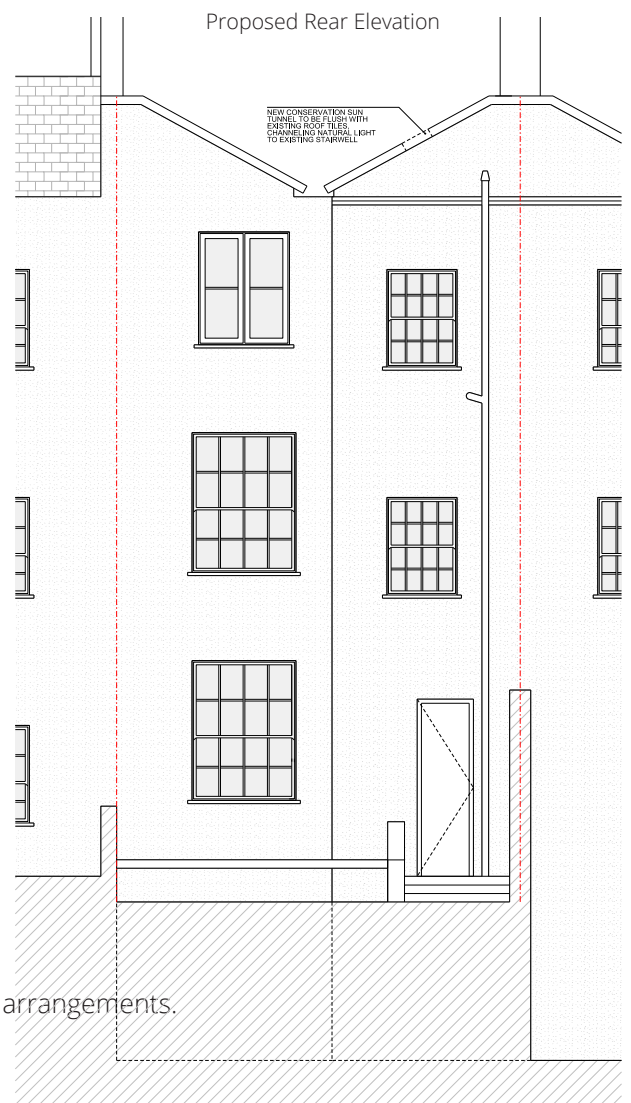 Proposed Rear Elevation
NEW CONSERVATION SUN
TUNNEL TO BE FLUSH WITH
EXISTING ROOF TILES,
CHANNELING NATURAL LIGHT
TO EXISTING STAIRWELL
arrangements.